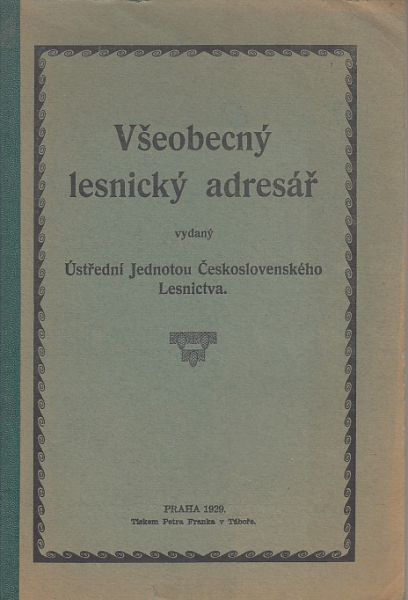 Všeobecný
lesnický adresář
vydaný
Ústřední Jednotou Československého
Lesnictva.
PRAHA 1929.
Tiskem Petra Franka v Táboře.